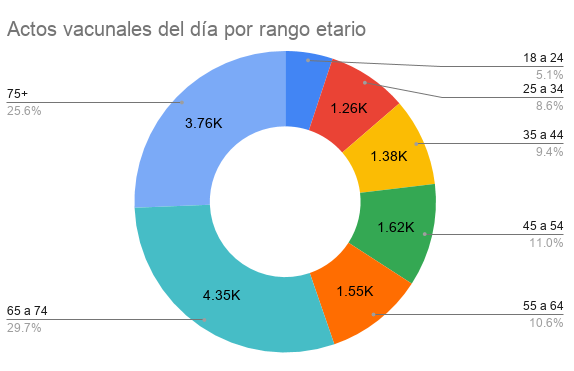 Actos vacunales del día por rango etario
18 a 24
5.1%
25 a 34
8.6%
75+
25.6%
3.76K
1.26K
35 a 44
9.4%
1.38K
45 a 54
11.0%
1.62K
4.35K
1.55K
65 a 74
29.7%
55 a 64
10.6%